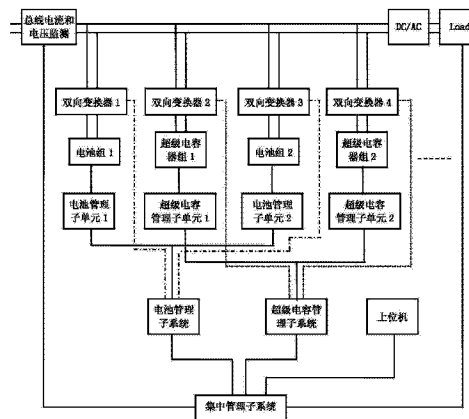 总线电流和
电压监测
DC/AC
Load
双向变换器 1
双向变换器 2
双向变换器 3
双向变换器 4
电池组 1
超级电容
器组 1
电池组 2
超级电容
器组 2
电池管理
子单元 1
超级电容
管理子单元 1
电池管理
子单元 2
超级电容
管理子单元 2
电池管理
子系统
超级电容管
理子系统
上位机
集中管理子系统